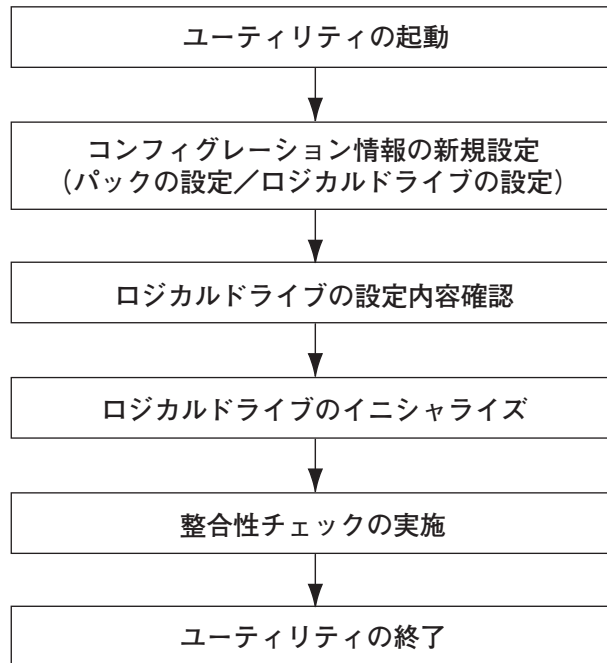 ユーティリティの起動
コンフィグレーション情報の新規設定
（パックの設定／ロジカルドライブの設定）
ロジカルドライブの設定内容確認
ロジカルドライブのイニシャライズ
整合性チェックの実施
ユーティリティの終了